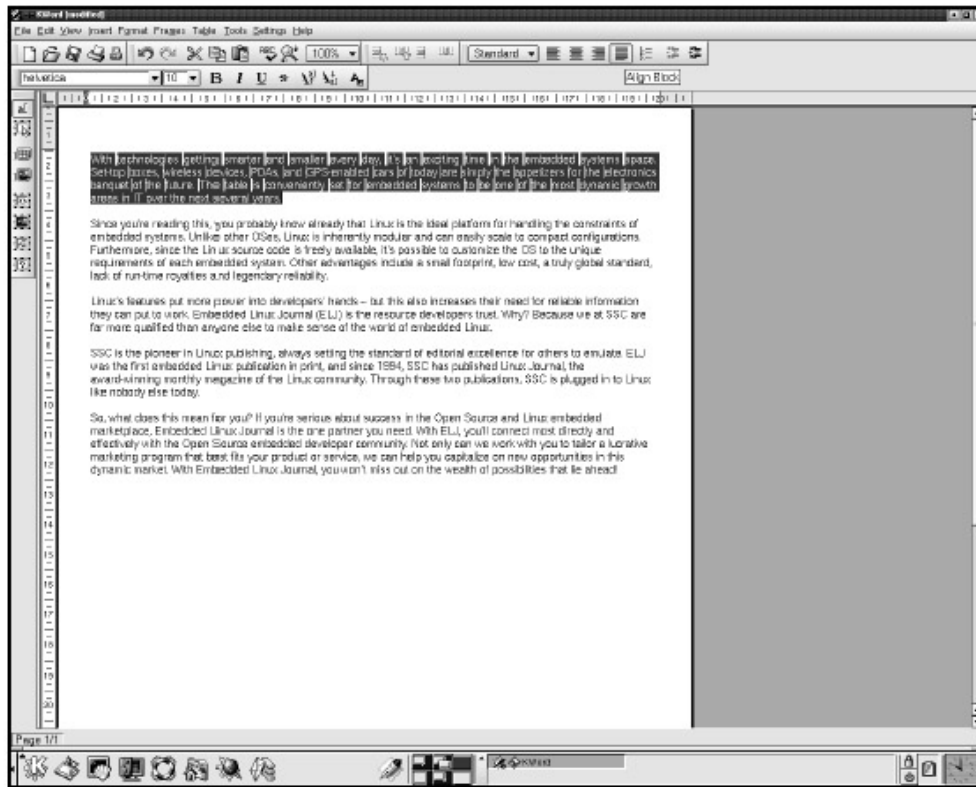 KWord [modified]
File Edit View Insert Format Frames Table Tools Settings Help
100% Standard
helvetica 10 B I U Align Block
With technologies getting smarter and smaller every day, it's an exciting time in the embedded systems space.
Set-top boxes, wireless devices, PDAs, and GPS-enabled cars of today are simply the appetizers for the electronics
banquet of the future. The table is conveniently set for embedded systems to be one of the most dynamic growth
areas in IT over the next several years.
Since you're reading this, you probably know already that Linux is the ideal platform for handling the constraints of
embedded systems. Unlike other OSes, Linux is inherently modular and can easily scale to compact configurations.
Furthermore, since the Linux source code is freely available, it's possible to customize the OS to the unique
requirements of each embedded system. Other advantages include a small footprint, low cost, a truly global standard,
lack of run-time royalties and legendary reliability.
Linux's features put more power into developers' hands – but this also increases their need for reliable information
they can put to work. Embedded Linux Journal (ELJ) is the resource developers trust. Why? Because we at SSC are
far more qualified than anyone else to make sense of the world of embedded Linux.
SSC is the pioneer in Linux publishing, always setting the standard of editorial excellence for others to emulate. ELJ
was the first embedded Linux publication in print, and since 1994, SSC has published Linux Journal, the
award-winning monthly magazine of the Linux community. Through these two publications, SSC is plugged in to Linux
like nobody else today.
So, what does this mean for you? If you're serious about success in the Open Source and Linux embedded
marketplace, Embedded Linux Journal is the one partner you need. With ELJ, you'll connect most directly and
effectively with the Open Source embedded developer community. Not only can we work with you to tailor a lucrative
marketing program that best fits your product or service, we can help you capitalize on new opportunities in this
dynamic market. With Embedded Linux Journal, you won't miss out on the wealth of possibilities that lie ahead!
Page 1/1
KWord